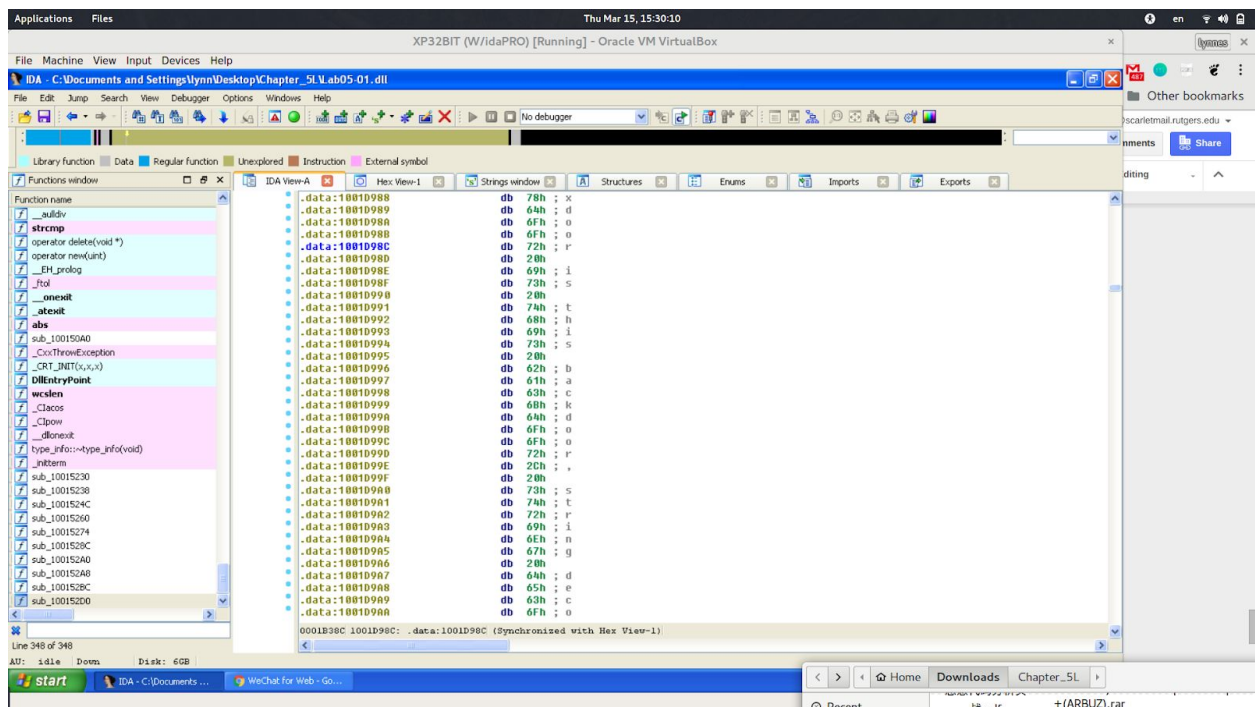 Applications Files Thu Mar 15, 15:30:10 en
XP32BIT (W/idaPRO) [Running] - Oracle VM VirtualBox
lynnes
File Machine View Input Devices Help
IDA - C:\Documents and Settings\lynn\Desktop\Chapter_5L\Lab05-01.dll
File Edit Jump Search View Debugger Options Windows Help
Other bookmarks
No debugger
scarletmail.rutgers.edu
nments Share
Library function Data Regular function Unexplored Instruction External symbol
diting
Functions window IDA View-A Hex View-1 Strings window Structures Enums Imports Exports
Function name
__aulldiv
strcmp
operator delete(void *)
operator new(uint)
__EH_prolog
_ftol
__onexit
_atexit
abs
sub_100150A0
_CxxThrowException
_CRT_INIT(x,x,x)
DllEntryPoint
wcslen
_CIacos
_CIpow
__dllonexit
type_info::~type_info(void)
_initterm
sub_10015230
sub_10015238
sub_1001524C
sub_10015260
sub_10015274
sub_1001528C
sub_100152A0
sub_100152A8
sub_100152BC
sub_100152D0
Line 348 of 348
.data:1001D988 db 78h ; x
.data:1001D989 db 64h ; d
.data:1001D98A db 6Fh ; o
.data:1001D98B db 6Fh ; o
.data:1001D98C db 72h ; r
.data:1001D98D db 20h
.data:1001D98E db 69h ; i
.data:1001D98F db 73h ; s
.data:1001D990 db 20h
.data:1001D991 db 74h ; t
.data:1001D992 db 68h ; h
.data:1001D993 db 69h ; i
.data:1001D994 db 73h ; s
.data:1001D995 db 20h
.data:1001D996 db 62h ; b
.data:1001D997 db 61h ; a
.data:1001D998 db 63h ; c
.data:1001D999 db 6Bh ; k
.data:1001D99A db 64h ; d
.data:1001D99B db 6Fh ; o
.data:1001D99C db 6Fh ; o
.data:1001D99D db 72h ; r
.data:1001D99E db 2Ch ; ,
.data:1001D99F db 20h
.data:1001D9A0 db 73h ; s
.data:1001D9A1 db 74h ; t
.data:1001D9A2 db 72h ; r
.data:1001D9A3 db 69h ; i
.data:1001D9A4 db 6Eh ; n
.data:1001D9A5 db 67h ; g
.data:1001D9A6 db 20h
.data:1001D9A7 db 64h ; d
.data:1001D9A8 db 65h ; e
.data:1001D9A9 db 63h ; c
.data:1001D9AA db 6Fh ; o
0001B38C 1001D98C: .data:1001D98C (Synchronized with Hex View-1)
AU: idle Down Disk: 6GB
start IDA - C:\Documents ... WeChat for Web - Go...
Home Downloads Chapter_5L
Recent
+(ARBUZ).rar